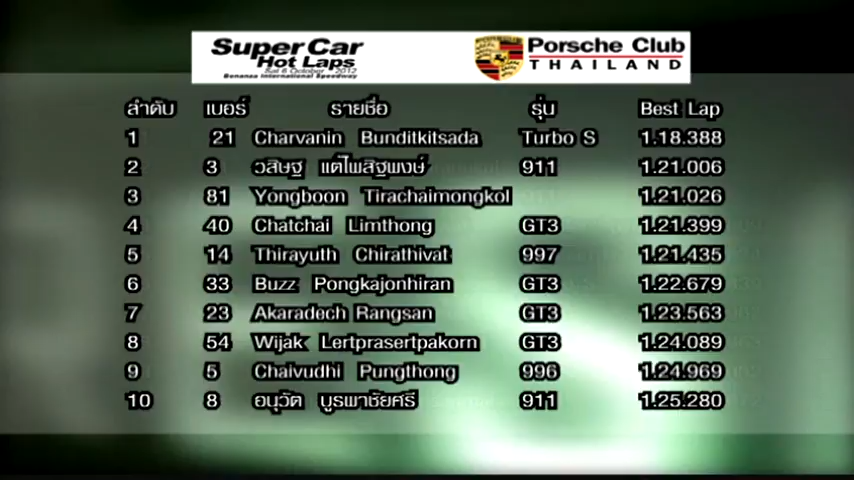 Super Car
Hot Laps
Sat 6 October 2012
Bonanza International Speedway
Porsche Club
THAILAND
ลำดับ เบอร์ รายชื่อ รุ่น Best Lap
1 21 Charvanin Bunditkitsada Turbo S 1.18.388
2 3 วสิษฐ แต้ไพสิฐพงษ์ 911 1.21.006
3 81 Yongboon Tirachaimongkol 1.21.026
4 40 Chatchai Limthong GT3 1.21.399
5 14 Thirayuth Chirathivat 997 1.21.435
6 33 Buzz Pongkajonhiran GT3 1.22.679
7 23 Akaradech Rangsan GT3 1.23.563
8 54 Wijak Lertprasertpakorn GT3 1.24.089
9 5 Chaivudhi Pungthong 996 1.24.969
10 8 อนุวัต บูรพาชัยศรี 911 1.25.280